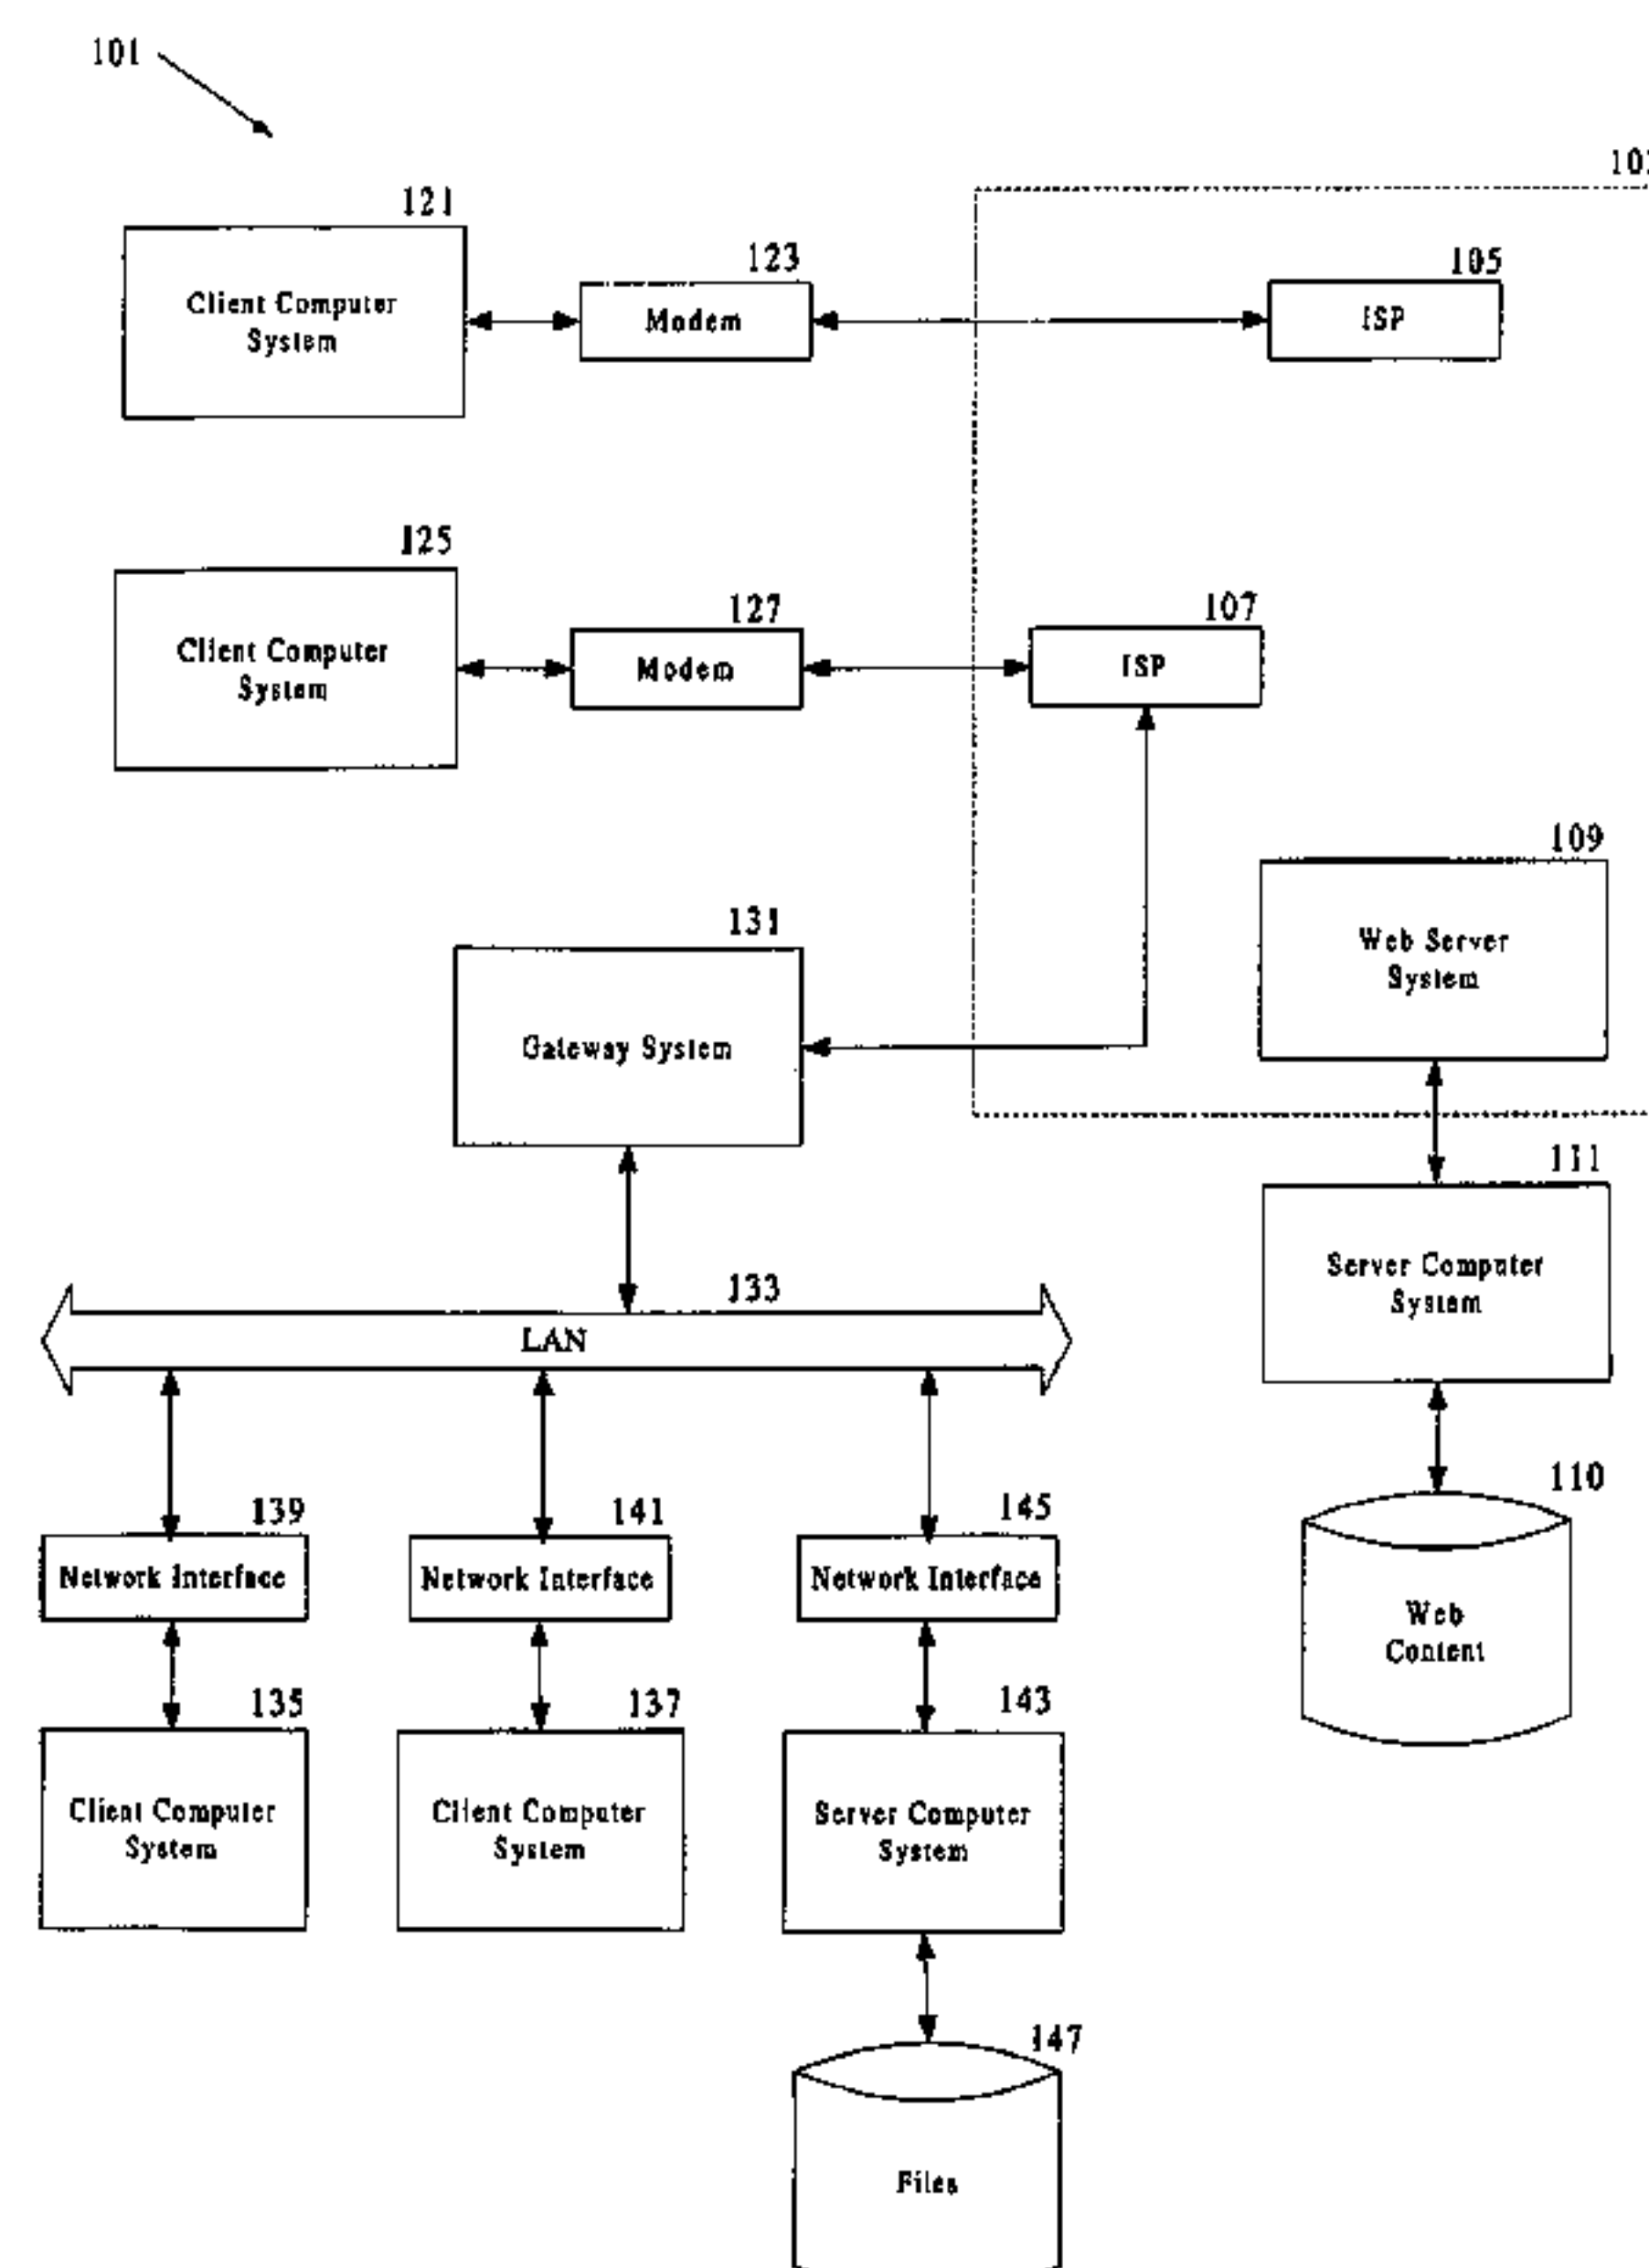 101
121
Client Computer
System
123
Modem
105
ISP
125
Client Computer
System
127
Modem
107
ISP
109
Web Server
System
131
Gateway System
111
Server Computer
System
133
LAN
110
Web
Content
139
Network Interface
141
Network Interface
145
Network Interface
135
Client Computer
System
137
Client Computer
System
143
Server Computer
System
147
Files